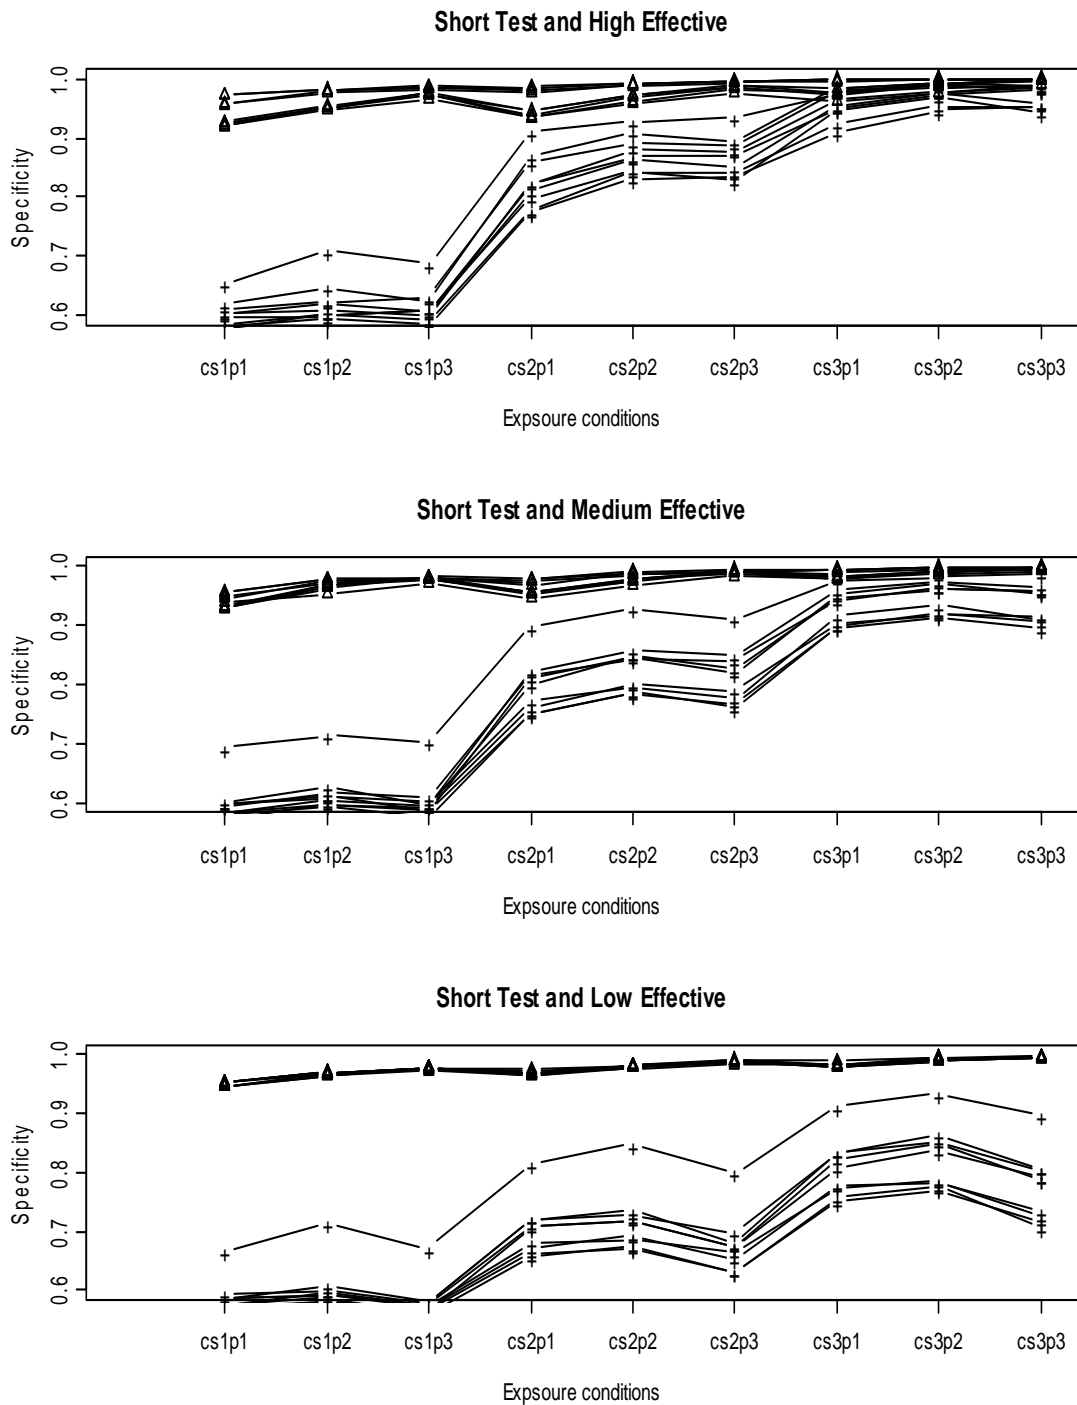 Short Test and High Effective
1.0
0.9
0.8
0.7
0.6
Specificity
cs1p1 cs1p2 cs1p3 cs2p1 cs2p2 cs2p3 cs3p1 cs3p2 cs3p3
Expsoure conditions
Short Test and Medium Effective
1.0
0.9
0.8
0.7
0.6
Specificity
cs1p1 cs1p2 cs1p3 cs2p1 cs2p2 cs2p3 cs3p1 cs3p2 cs3p3
Expsoure conditions
Short Test and Low Effective
1.0
0.9
0.8
0.7
0.6
Specificity
cs1p1 cs1p2 cs1p3 cs2p1 cs2p2 cs2p3 cs3p1 cs3p2 cs3p3
Expsoure conditions